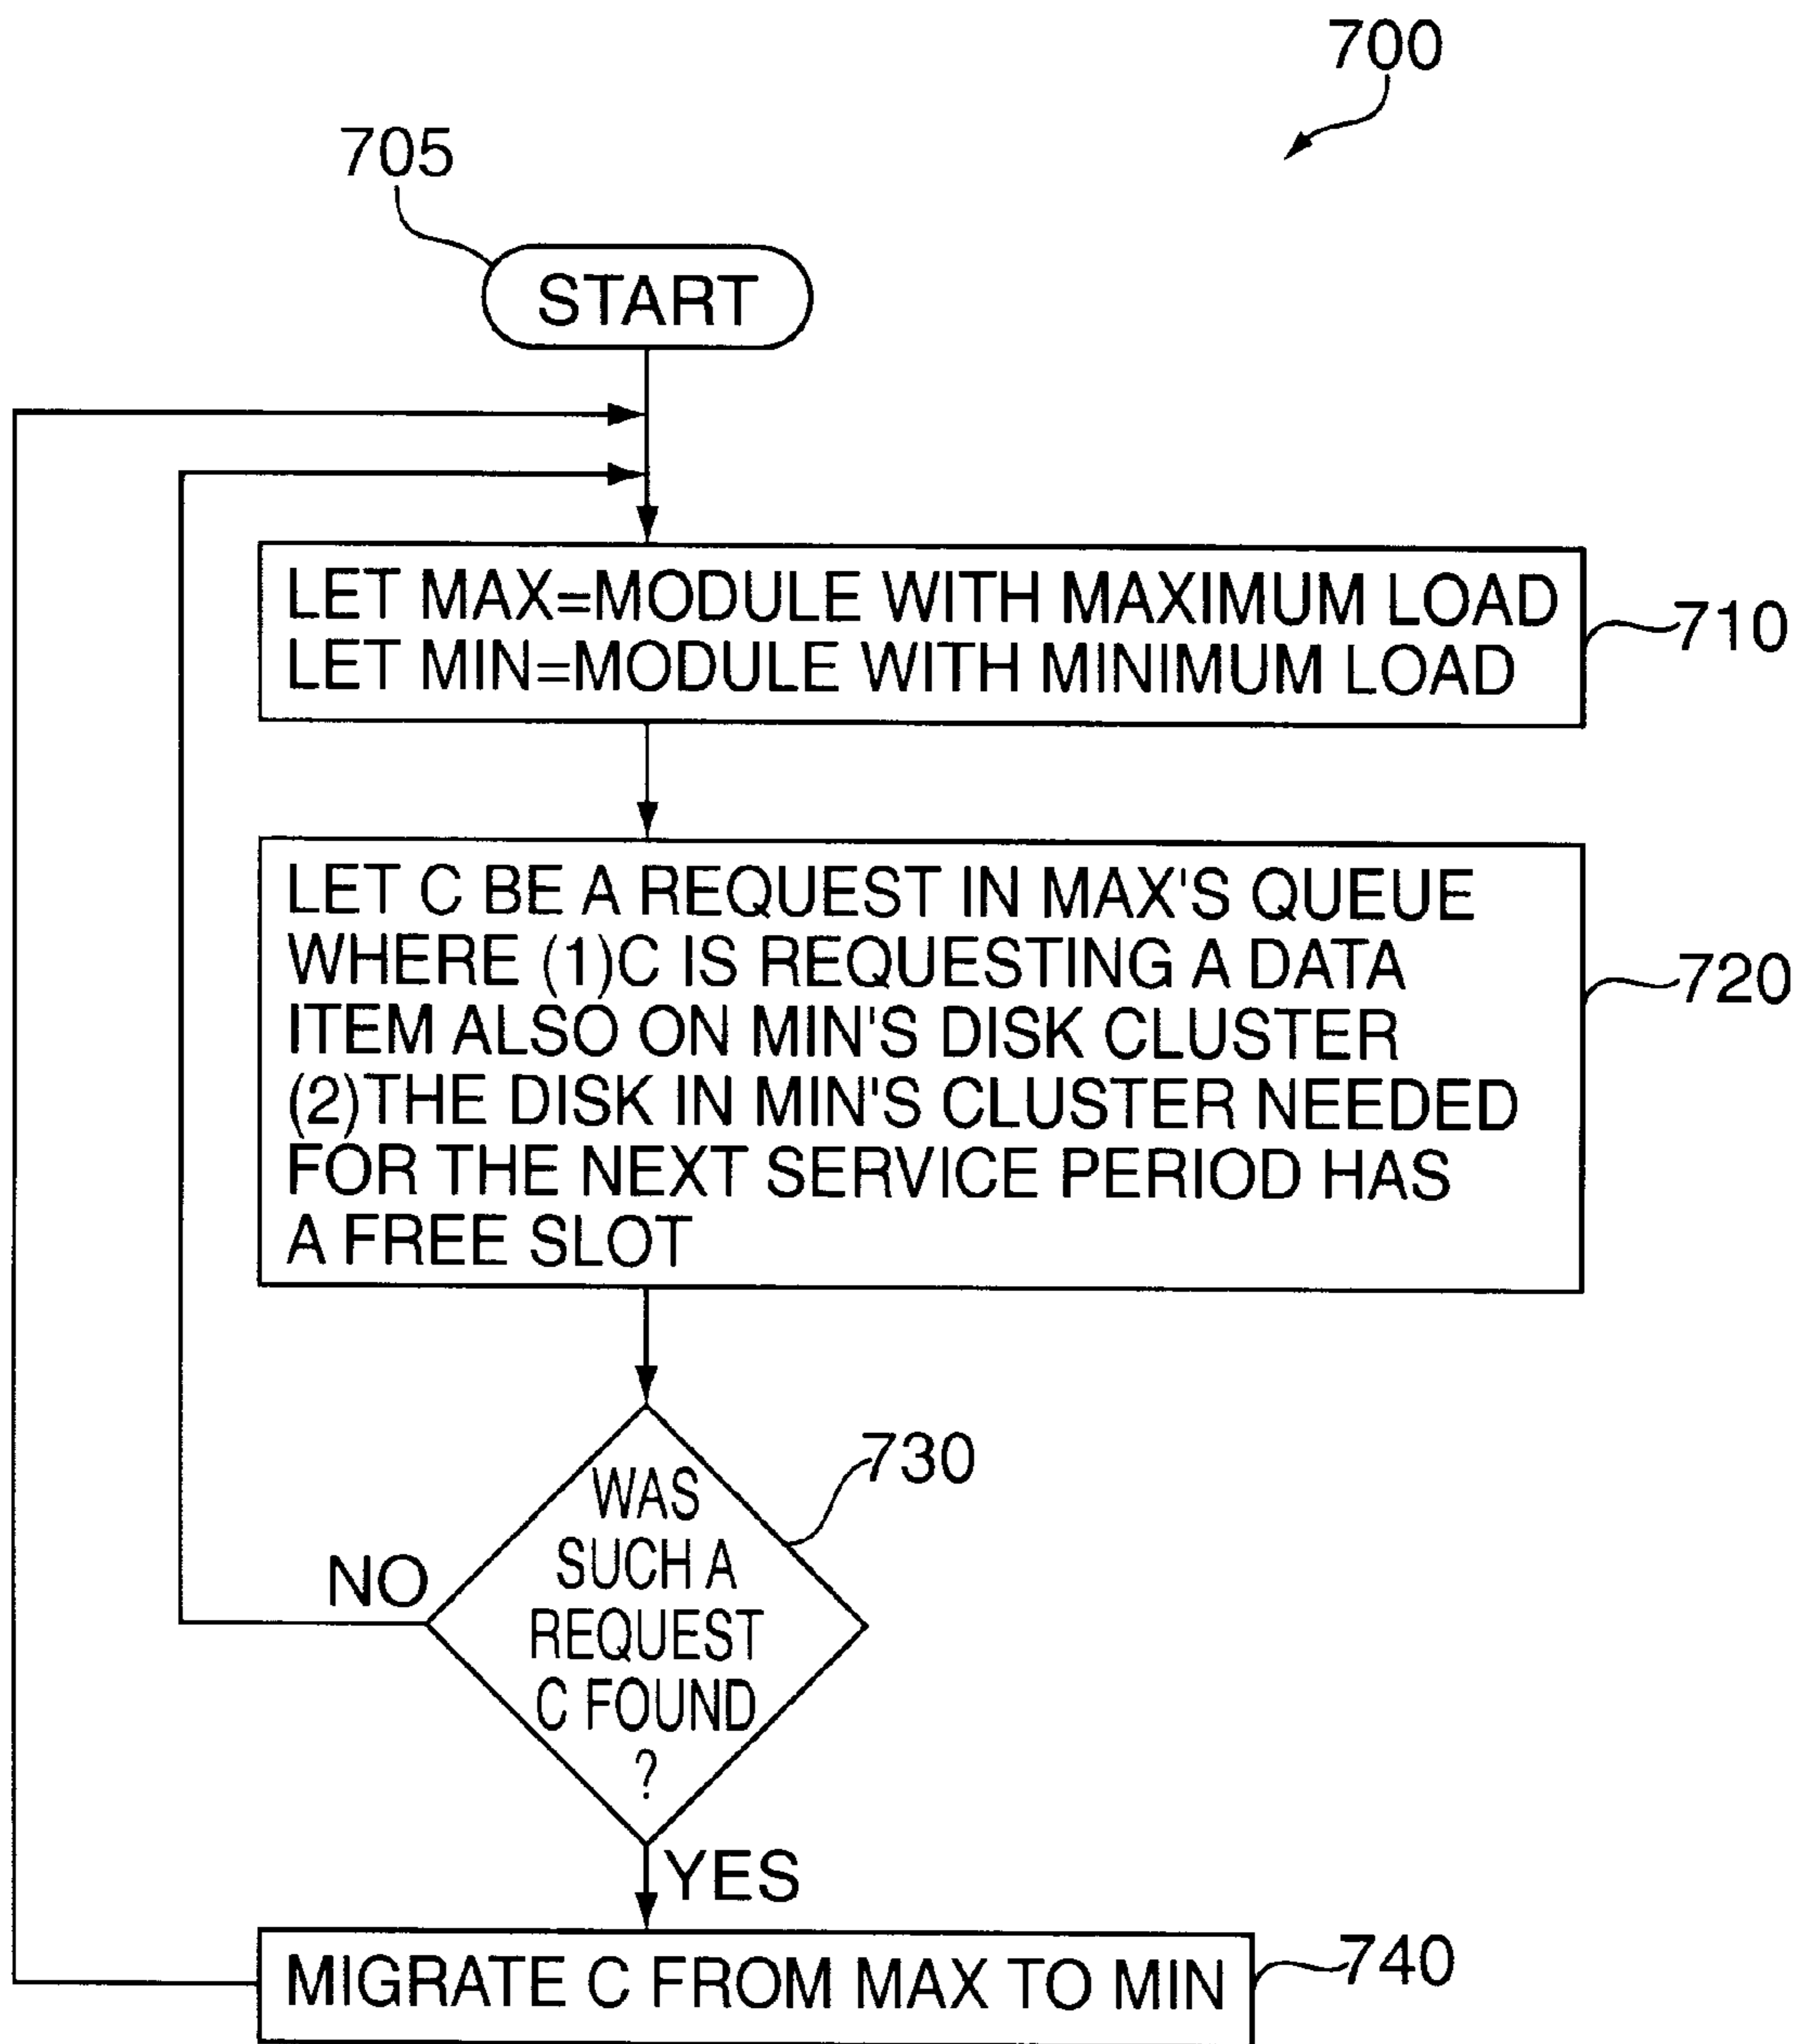 700
705
START
LET MAX=MODULE WITH MAXIMUM LOAD
LET MIN=MODULE WITH MINIMUM LOAD
710
LET C BE A REQUEST IN MAX'S QUEUE
WHERE (1)C IS REQUESTING A DATA
ITEM ALSO ON MIN'S DISK CLUSTER
(2)THE DISK IN MIN'S CLUSTER NEEDED
FOR THE NEXT SERVICE PERIOD HAS
A FREE SLOT
720
730
WAS
SUCH A
REQUEST
C FOUND
?
NO
YES
MIGRATE C FROM MAX TO MIN
740